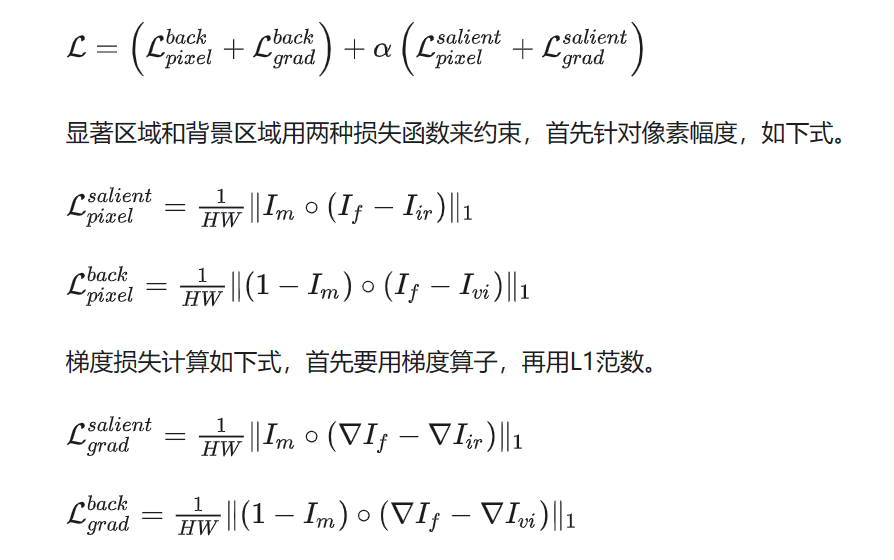 $\mathcal{L} = \left(\mathcal{L}_{pixel}^{back} + \mathcal{L}_{grad}^{back}\right) + \alpha \left(\mathcal{L}_{pixel}^{salient} + \mathcal{L}_{grad}^{salient}\right)$
显著区域和背景区域用两种损失函数来约束，首先针对像素幅度，如下式。
$\mathcal{L}_{pixel}^{salient} = \frac{1}{HW} \| I_m \circ (I_f - I_{ir}) \|_1$
$\mathcal{L}_{pixel}^{back} = \frac{1}{HW} \| (1 - I_m) \circ (I_f - I_{vi}) \|_1$
梯度损失计算如下式，首先要用梯度算子，再用L1范数。
$\mathcal{L}_{grad}^{salient} = \frac{1}{HW} \| I_m \circ (\nabla I_f - \nabla I_{ir}) \|_1$
$\mathcal{L}_{grad}^{back} = \frac{1}{HW} \| (1 - I_m) \circ (\nabla I_f - \nabla I_{vi}) \|_1$